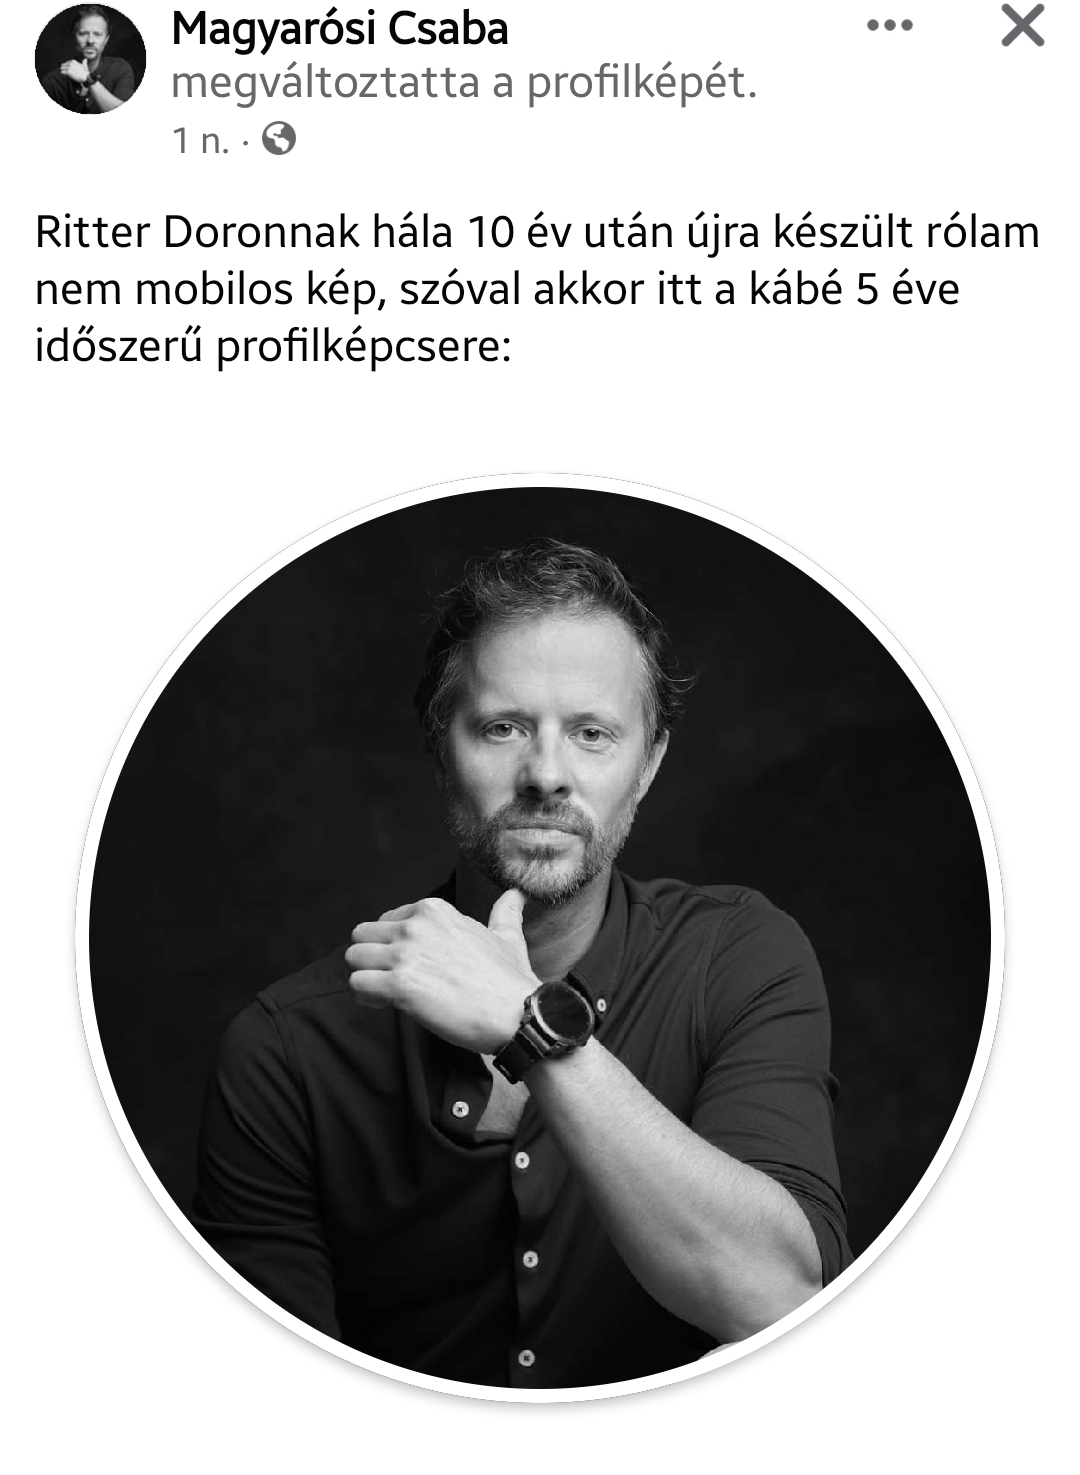 Magyarósi Csaba
megváltoztatta a profilképét.
1 n. ·
Ritter Doronnak hála 10 év után újra készült rólam
nem mobilos kép, szóval akkor itt a kábé 5 éve
időszerű profilképcsere: